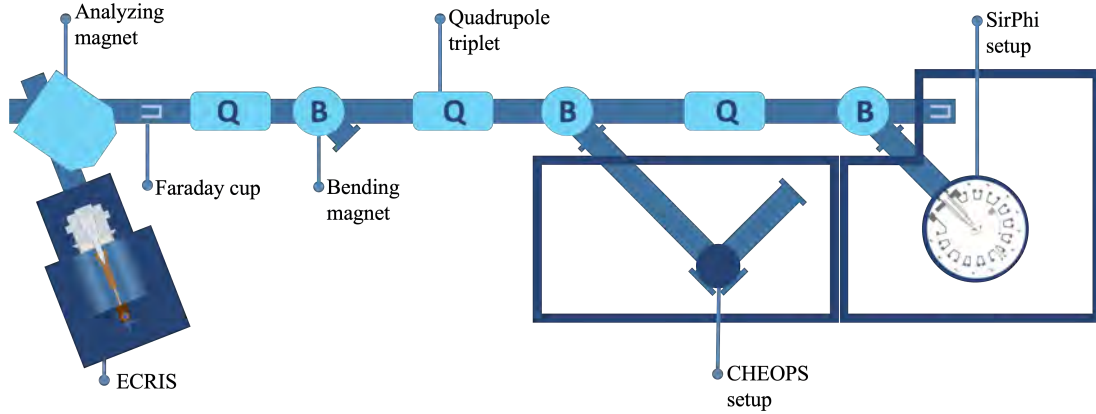 Analyzing
magnet
Quadrupole
triplet
SirPhi
setup
Q
B
Q
B
Q
B
Faraday cup
Bending
magnet
ECRIS
CHEOPS
setup